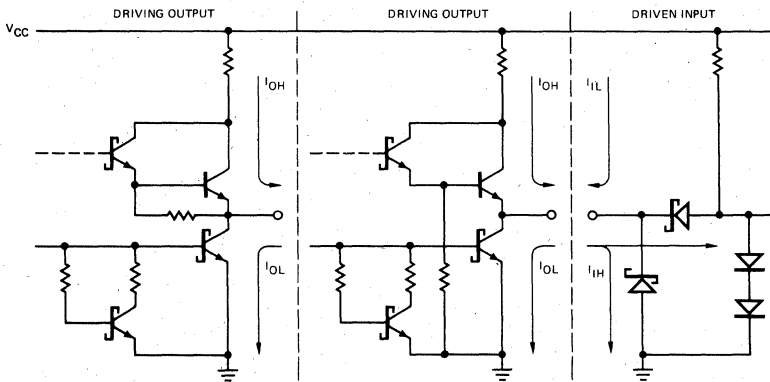 DRIVING OUTPUT
DRIVING OUTPUT
DRIVEN INPUT
VCC
IOH
IOH
IIL
IOL
IOL
IIH